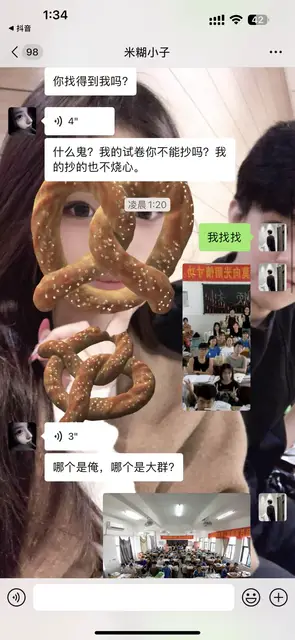 1:34
42
抖音
98
米糊小子
你找得到我吗?
4"
什么鬼?我的试卷你不能抄吗?我
的抄的也不烧心。
凌晨 1:20
我找找
3"
哪个是俺,哪个是大群?